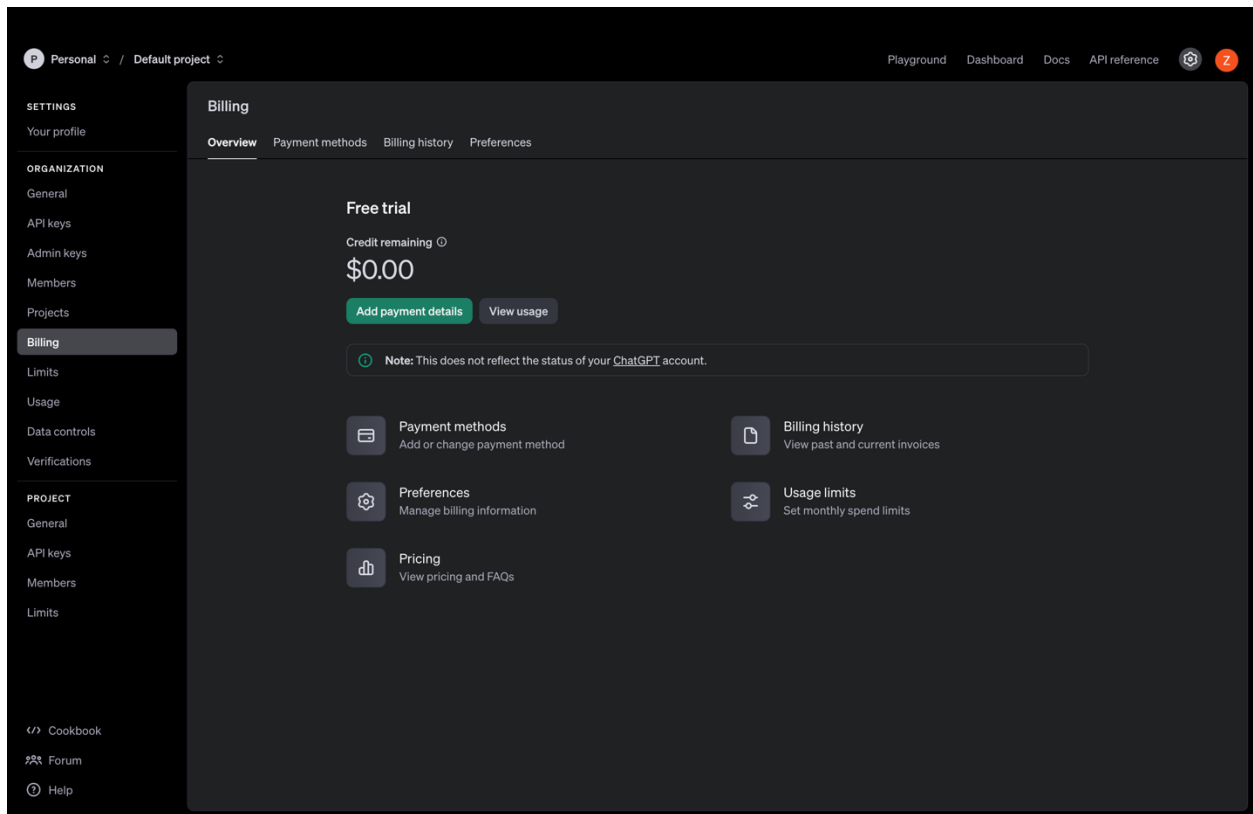 P Personal / Default project
Playground Dashboard Docs API reference Z
SETTINGS
Your profile
ORGANIZATION
General
API keys
Admin keys
Members
Projects
Billing
Limits
Usage
Data controls
Verifications
PROJECT
General
API keys
Members
Limits
Cookbook
Forum
Help
Billing
Overview Payment methods Billing history Preferences
Free trial
Credit remaining
$0.00
Add payment details View usage
Note: This does not reflect the status of your ChatGPT account.
Payment methods
Add or change payment method
Billing history
View past and current invoices
Preferences
Manage billing information
Usage limits
Set monthly spend limits
Pricing
View pricing and FAQs